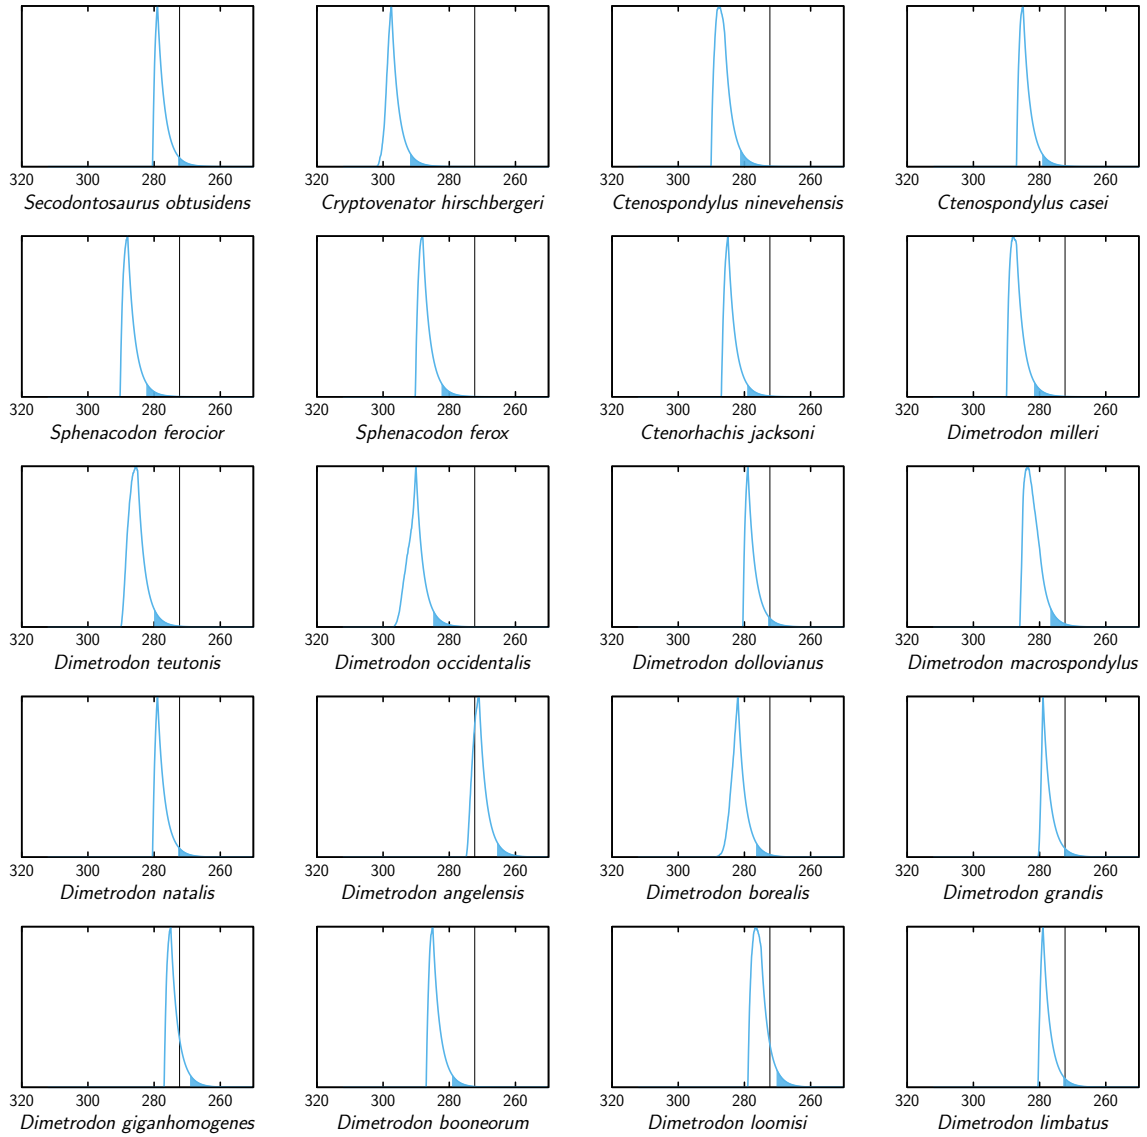 320 300 280 260 320 300 280 260 320 300 280 260 320 300 280 260
Secodontosaurus obtusidens Cryptovenator hirschbergeri Ctenospondylus ninevehensis Ctenospondylus casei
320 300 280 260 320 300 280 260 320 300 280 260 320 300 280 260
Sphenacodon ferocior Sphenacodon ferox Ctenorhachis jacksoni Dimetrodon milleri
320 300 280 260 320 300 280 260 320 300 280 260 320 300 280 260
Dimetrodon teutonis Dimetrodon occidentalis Dimetrodon dollovianus Dimetrodon macrospondylus
320 300 280 260 320 300 280 260 320 300 280 260 320 300 280 260
Dimetrodon natalis Dimetrodon angelensis Dimetrodon borealis Dimetrodon grandis
320 300 280 260 320 300 280 260 320 300 280 260 320 300 280 260
Dimetrodon giganhomogenes Dimetrodon booneorum Dimetrodon loomisi Dimetrodon limbatus